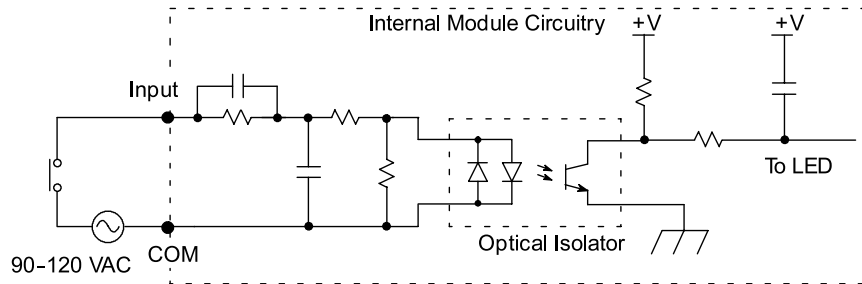 Internal Module Circuitry
+V
+V
Input
To LED
COM
Optical Isolator
90–120 VAC